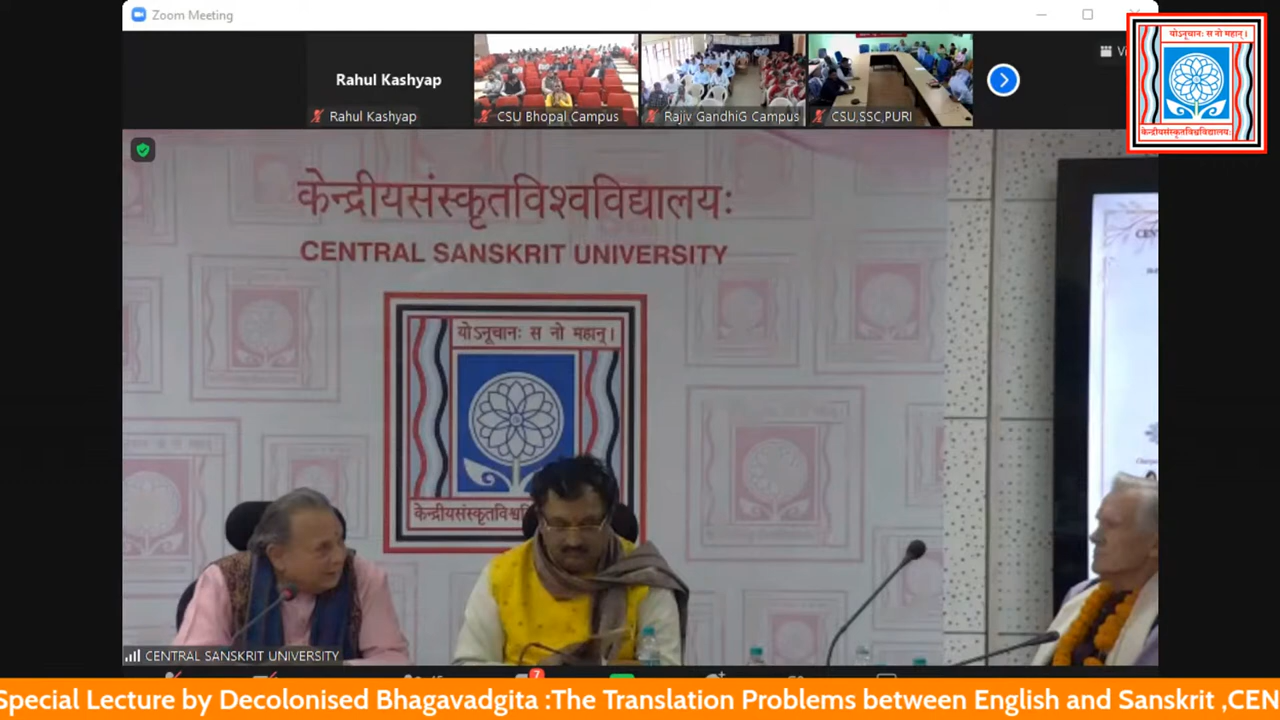 Zoom Meeting
Rahul Kashyap
Rahul Kashyap
CSU Bhopal Campus
Rajiv GandhiG Campus
CSU,SSC,PURI
योऽनूचानः स नो महान्।
केन्द्रीयसंस्कृतविश्वविद्यालयः
केन्द्रीयसंस्कृतविश्वविद्यालयः
CENTRAL SANSKRIT UNIVERSITY
योऽनूचानः स नो महान्।
CENTRAL SANSKRIT UNIVERSITY
Special Lecture by Decolonised Bhagavadgita :The Translation Problems between English and Sanskrit ,CEN